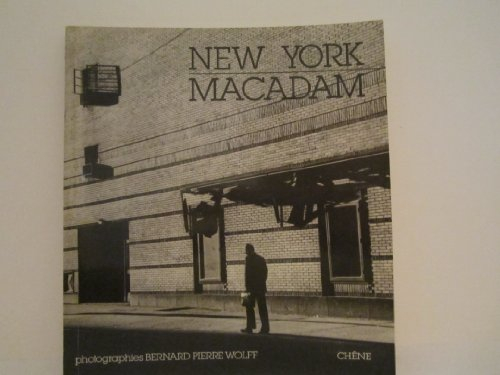 NEW YORK
MACADAM
photographies BERNARD PIERRE WOLFF
CHÊNE